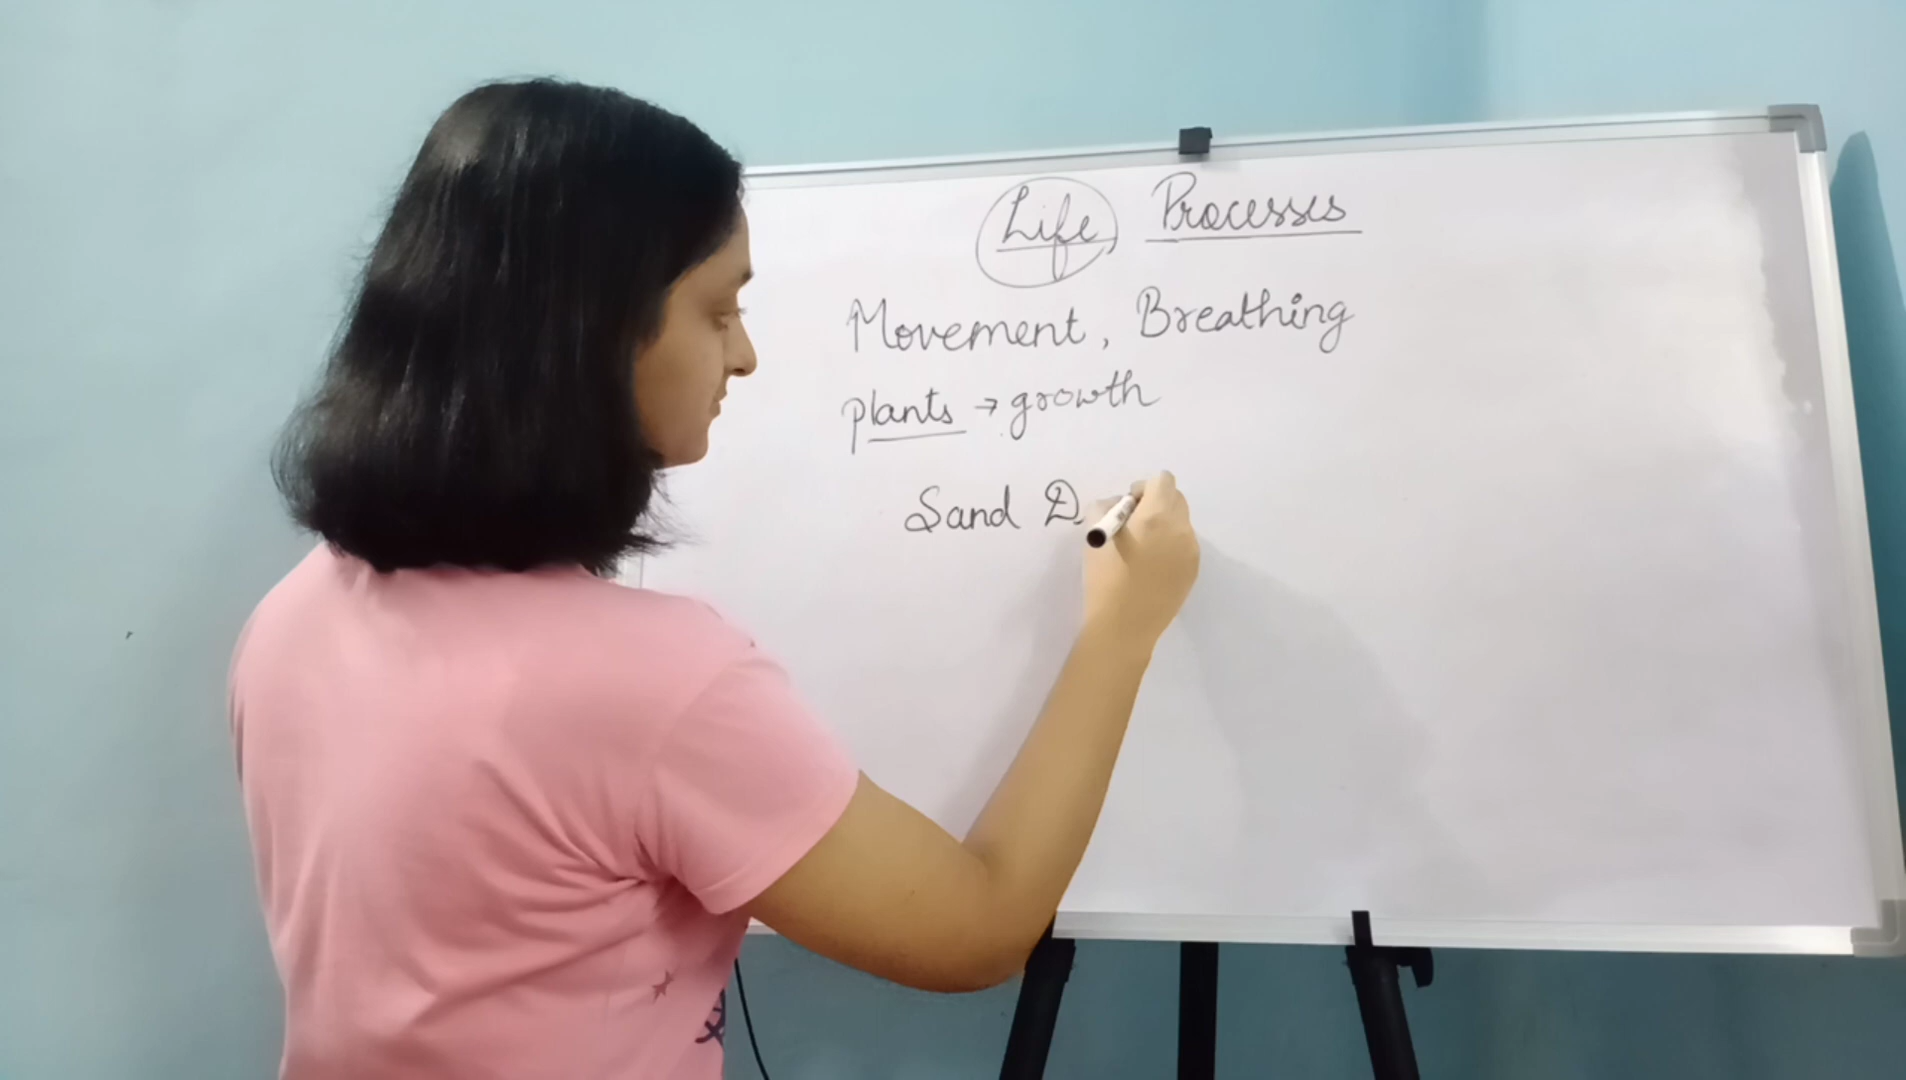 Life Processes
Movement, Breathing
plants → growth
Sand D